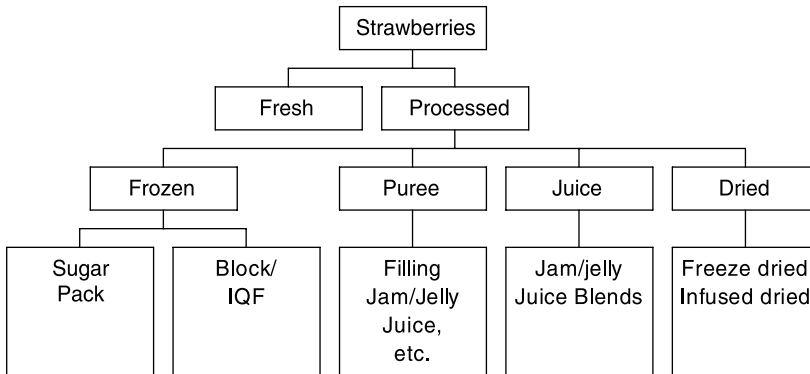 Strawberries
Fresh
Processed
Frozen
Puree
Juice
Dried
Sugar
Pack
Block/
IQF
Filling
Jam/Jelly
Juice,
etc.
Jam/jelly
Juice Blends
Freeze dried
Infused dried